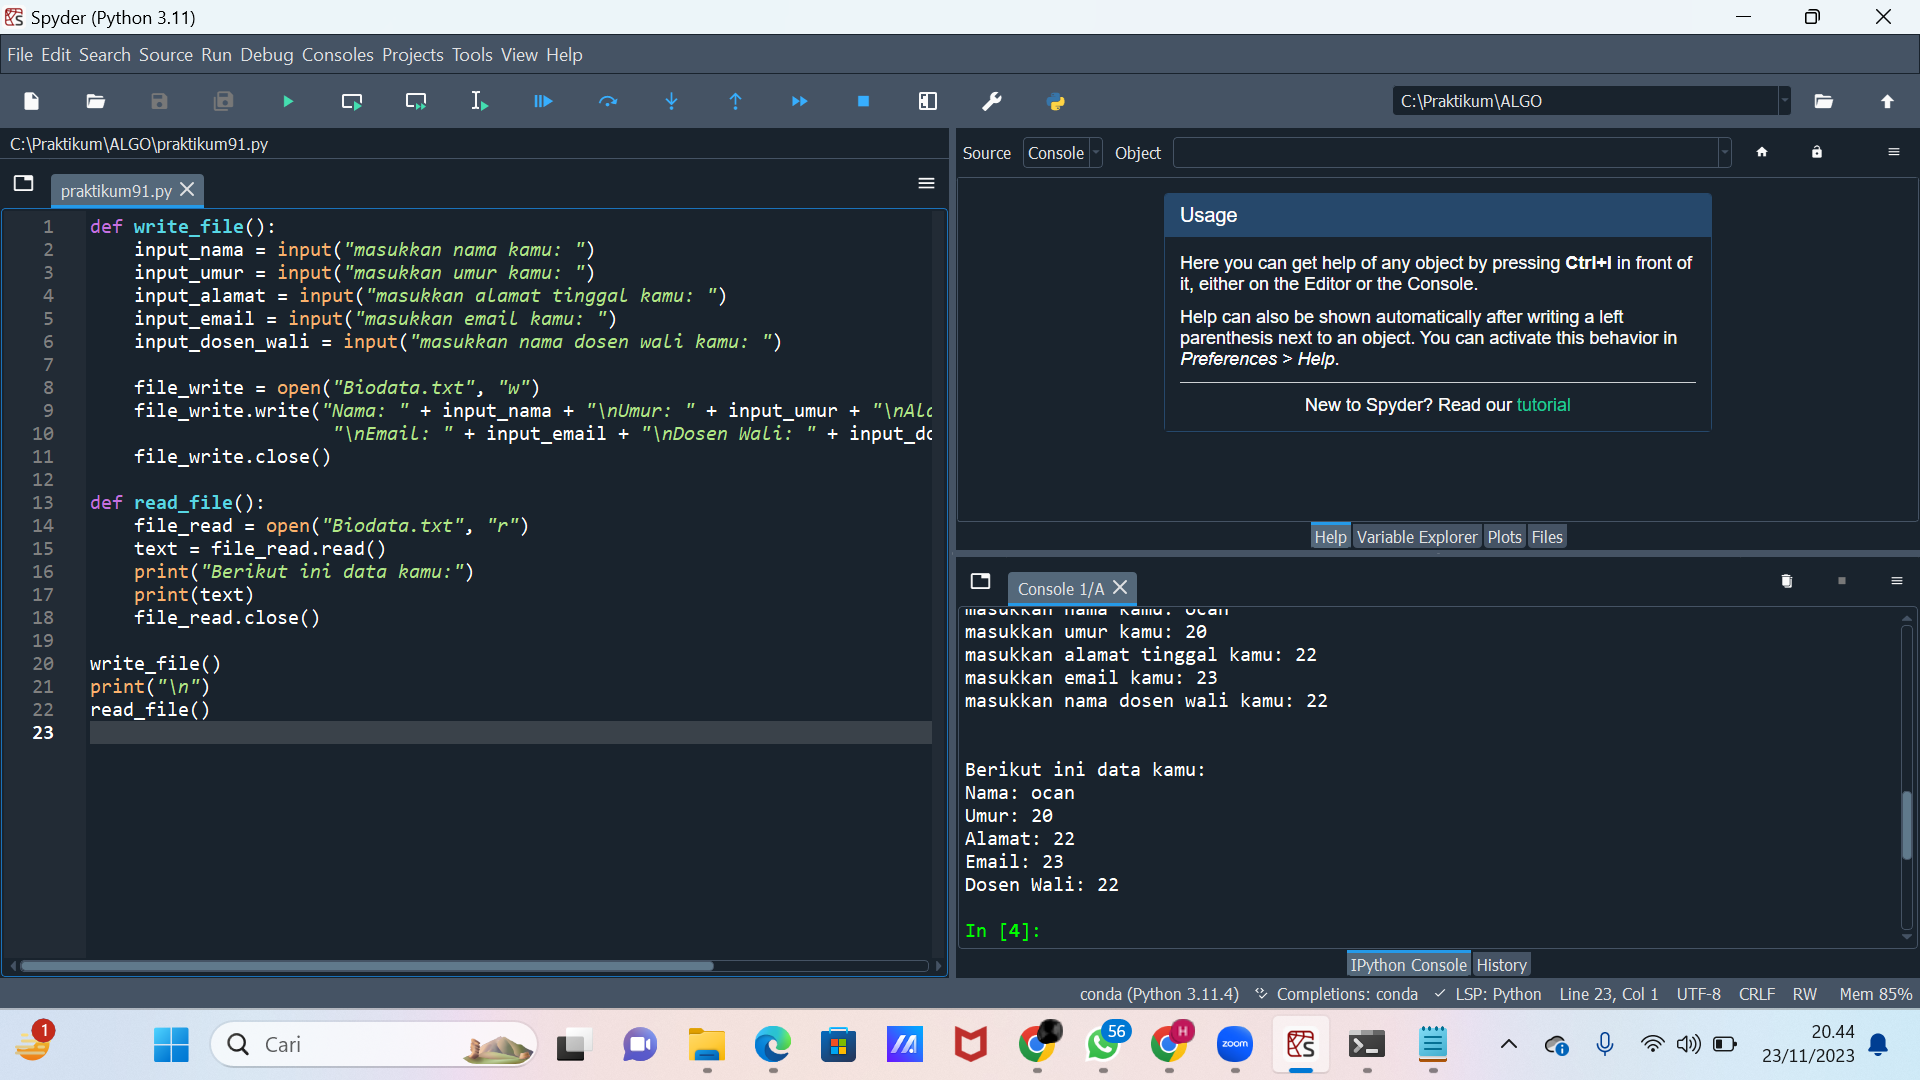 Spyder (Python 3.11)
File Edit Search Source Run Debug Consoles Projects Tools View Help
C:\Praktikum\ALGO
C:\Praktikum\ALGO\praktikum91.py
praktikum91.py
1 def write_file():
2     input_nama = input("masukkan nama kamu: ")
3     input_umur = input("masukkan umur kamu: ")
4     input_alamat = input("masukkan alamat tinggal kamu: ")
5     input_email = input("masukkan email kamu: ")
6     input_dosen_wali = input("masukkan nama dosen wali kamu: ")
7
8     file_write = open("Biodata.txt", "w")
9     file_write.write("Nama: " + input_nama + "\nUmur: " + input_umur + "\nAla
10                      "\nEmail: " + input_email + "\nDosen Wali: " + input_do
11     file_write.close()
12
13 def read_file():
14     file_read = open("Biodata.txt", "r")
15     text = file_read.read()
16     print("Berikut ini data kamu:")
17     print(text)
18     file_read.close()
19
20 write_file()
21 print("\n")
22 read_file()
23
Source Console Object
Usage
Here you can get help of any object by pressing Ctrl+I in front of
it, either on the Editor or the Console.
Help can also be shown automatically after writing a left
parenthesis next to an object. You can activate this behavior in
Preferences > Help.
New to Spyder? Read our tutorial
Help Variable Explorer Plots Files
Console 1/A
masukkan nama kamu: ocan
masukkan umur kamu: 20
masukkan alamat tinggal kamu: 22
masukkan email kamu: 23
masukkan nama dosen wali kamu: 22
Berikut ini data kamu:
Nama: ocan
Umur: 20
Alamat: 22
Email: 23
Dosen Wali: 22
In [4]:
IPython Console History
conda (Python 3.11.4) Completions: conda LSP: Python Line 23, Col 1 UTF-8 CRLF RW Mem 85%
1
Cari
56
H
zoom
20.44
23/11/2023